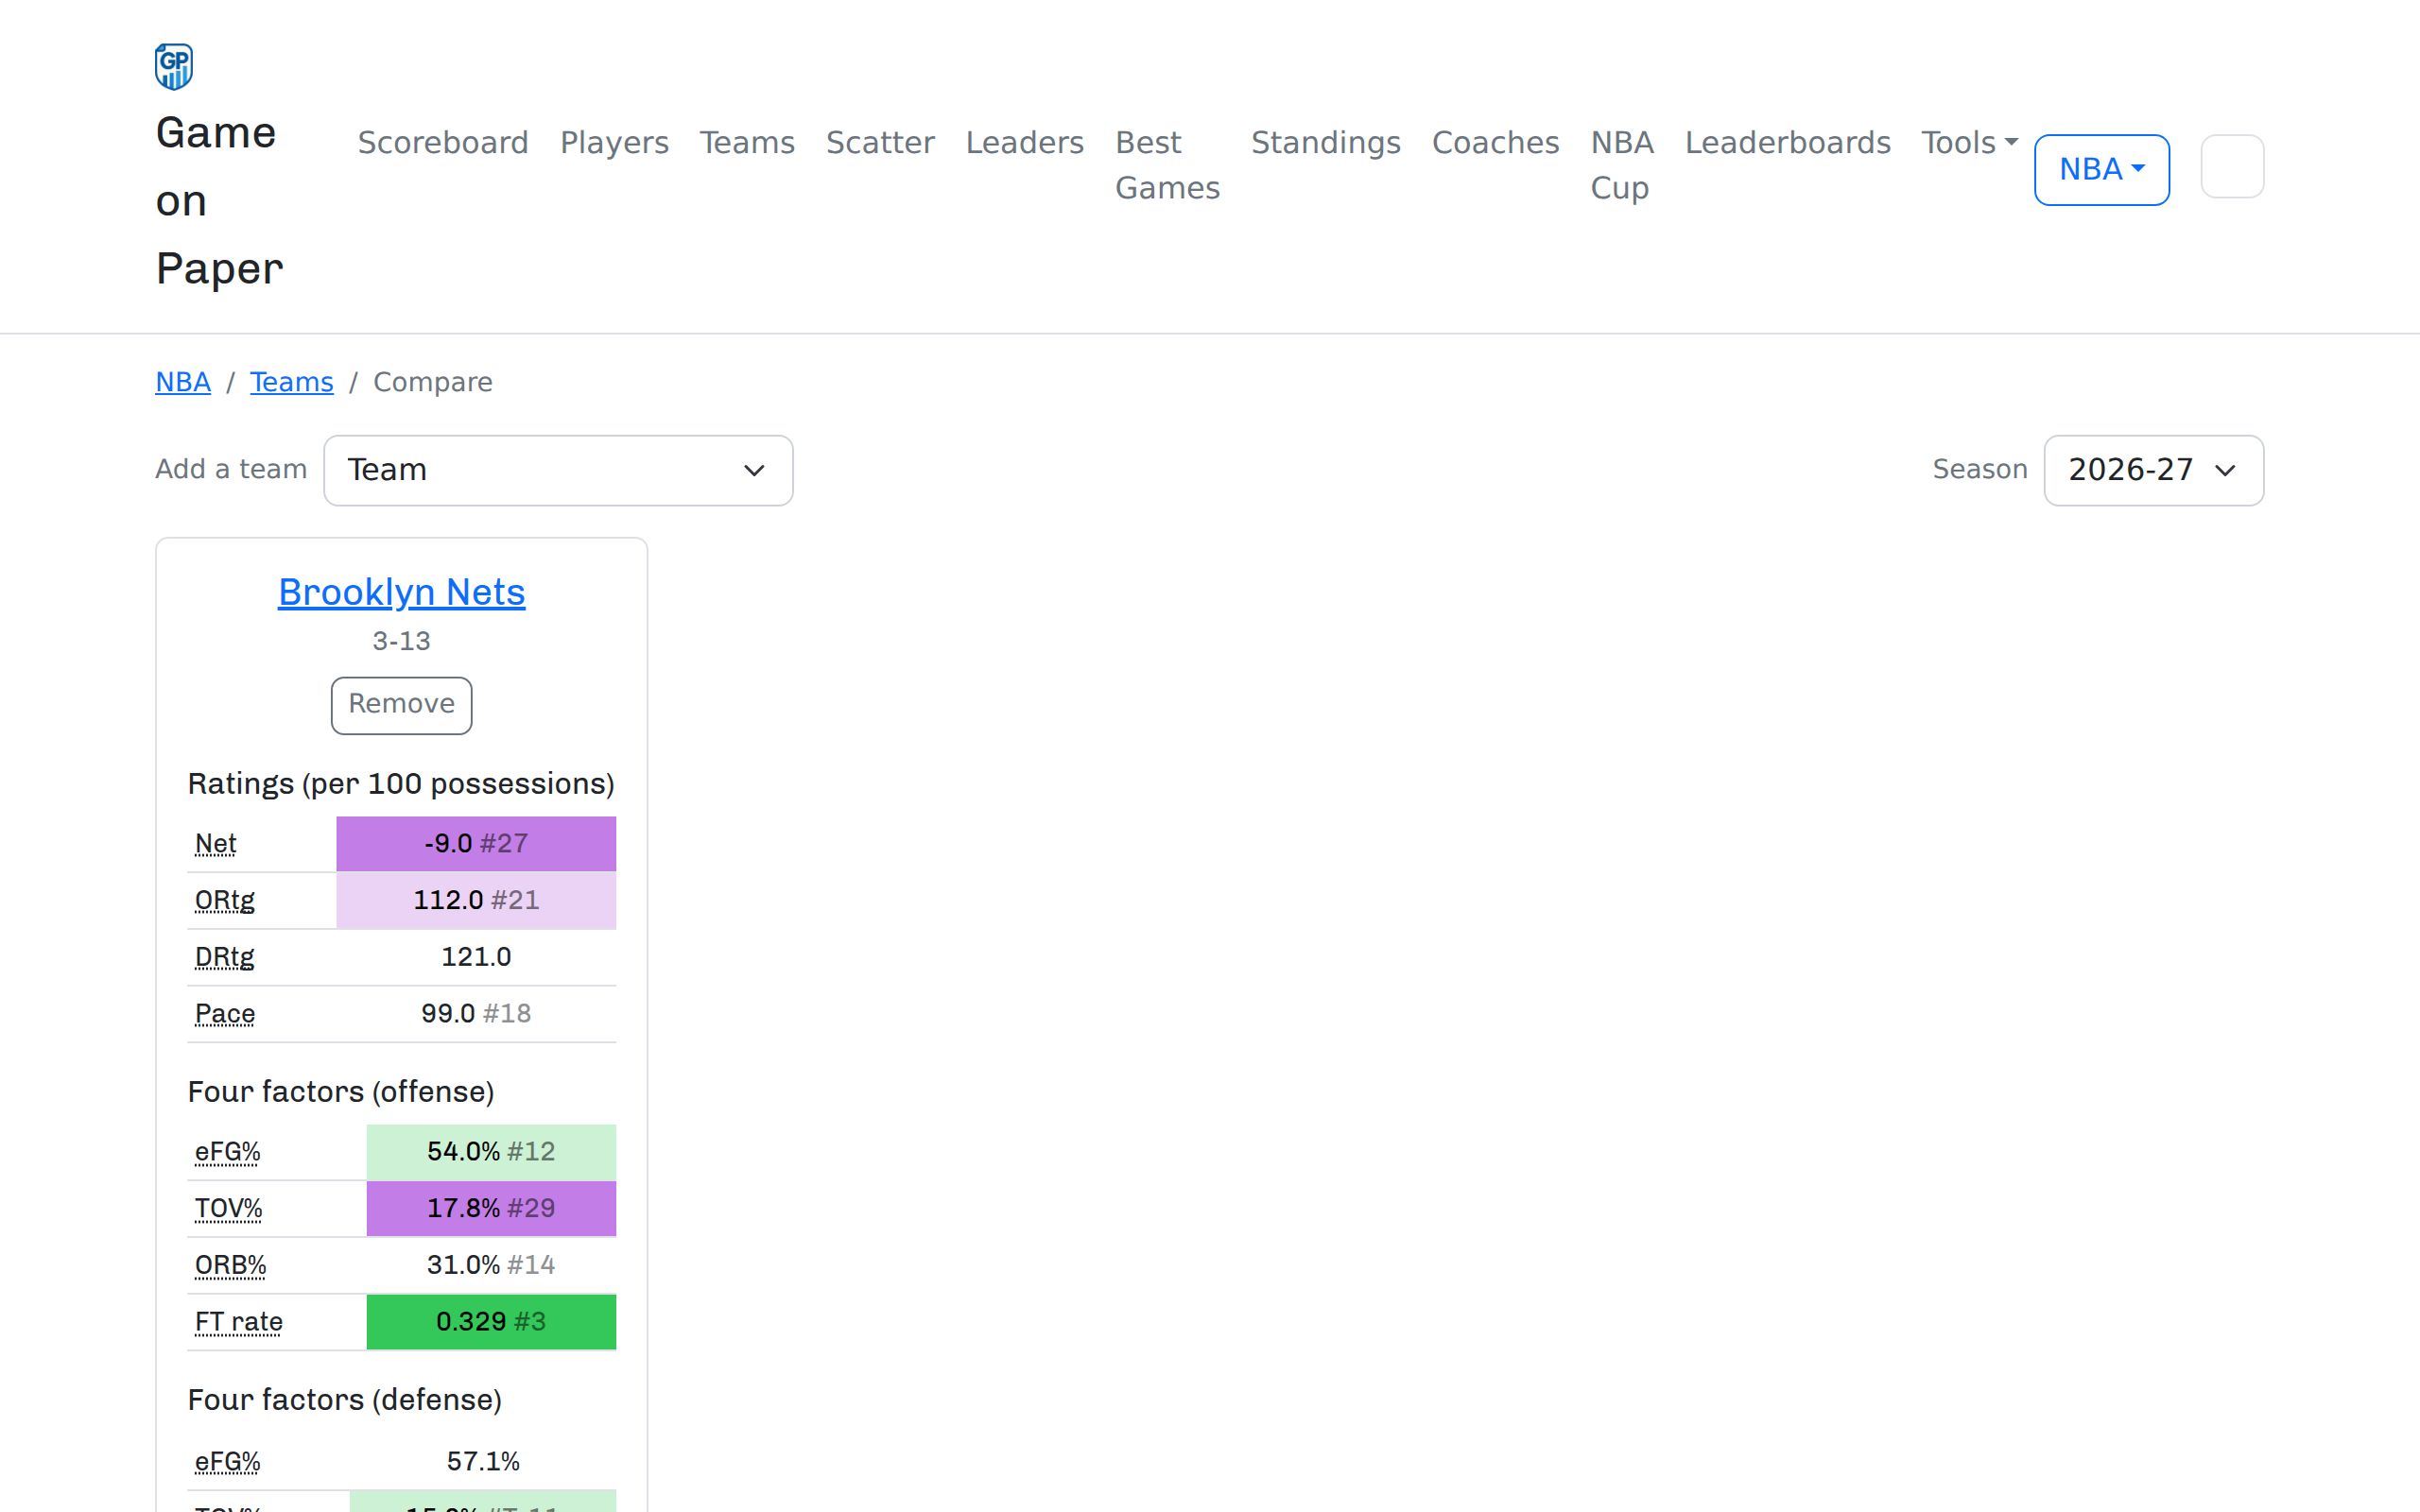 GP
Game
on
Paper
Scoreboard Players Teams Scatter Leaders Best Games Standings Coaches NBA Cup Leaderboards Tools NBA
NBA / Teams / Compare
Add a team Team Season 2026-27
Brooklyn Nets
3-13
Remove
Ratings (per 100 possessions)
Net -9.0 #27
ORtg 112.0 #21
DRtg 121.0
Pace 99.0 #18
Four factors (offense)
eFG% 54.0% #12
TOV% 17.8% #29
ORB% 31.0% #14
FT rate 0.329 #3
Four factors (defense)
eFG% 57.1%